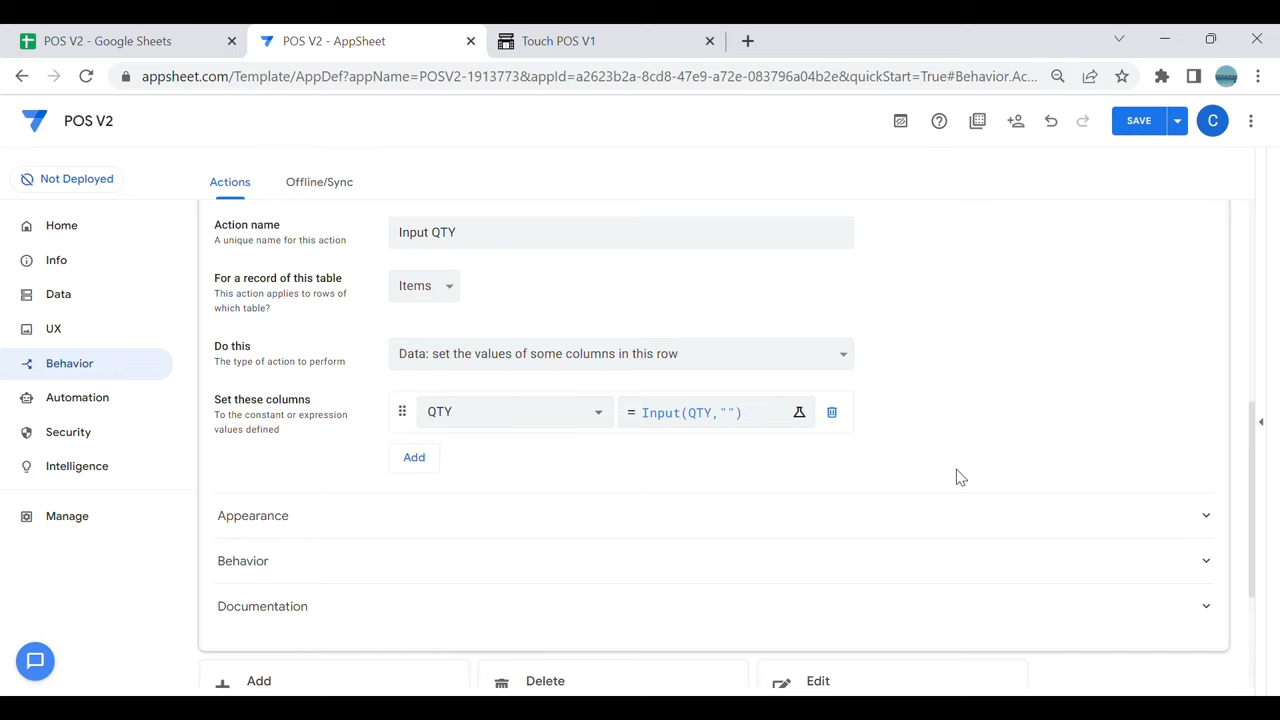 POS V2 - Google Sheets
POS V2 - AppSheet
Touch POS V1
appsheet.com/Template/AppDef?appName=POSV2-1913773&appId=a2623b2a-8cd8-47e9-a72e-083796a04b2e&quickStart=True#Behavior.Ac...
POS V2
SAVE
C
Not Deployed
Actions
Offline/Sync
Home
Info
Data
UX
Behavior
Automation
Security
Intelligence
Manage
Action name
A unique name for this action
Input QTY
For a record of this table
This action applies to rows of
which table?
Items
Do this
The type of action to perform
Data: set the values of some columns in this row
Set these columns
To the constant or expression
values defined
QTY
= Input(QTY,"")
Add
Appearance
Behavior
Documentation
Add
Delete
Edit